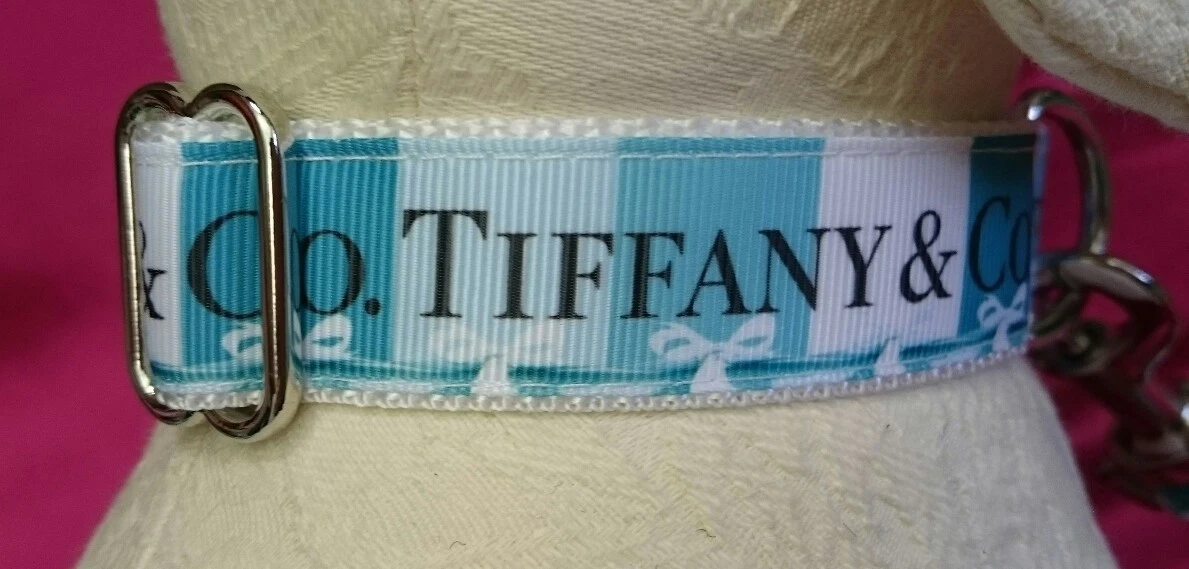 & Co. TIFFANY & Co